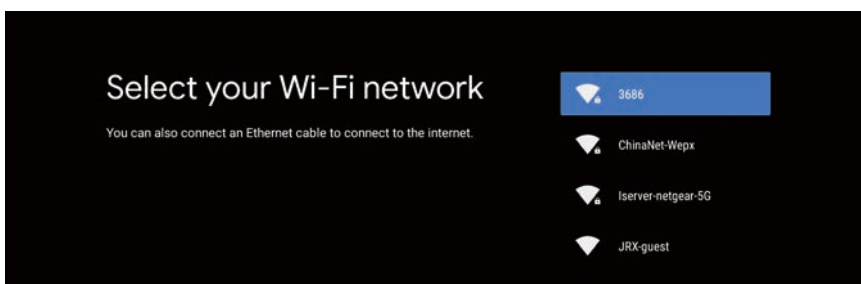 Select your Wi-Fi network
You can also connect an Ethernet cable to connect to the internet.
3686
ChinaNet-Wepx
Iserver-netgear-5G
JRX-guest